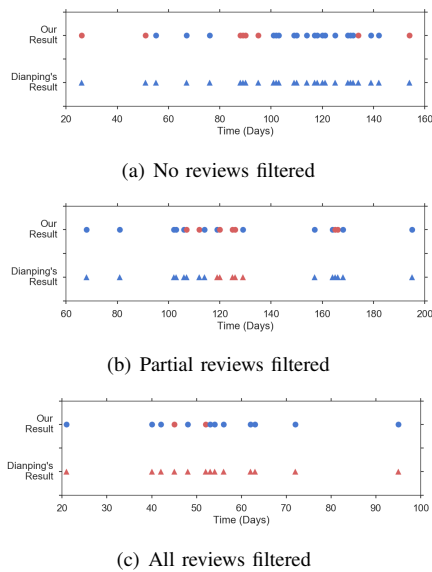 Our
Result
Dianping's
Result
20 40 60 80 100 120 140 160
Time (Days)
(a) No reviews filtered
Our
Result
Dianping's
Result
60 80 100 120 140 160 180 200
Time (Days)
(b) Partial reviews filtered
Our
Result
Dianping's
Result
20 30 40 50 60 70 80 90 100
Time (Days)
(c) All reviews filtered